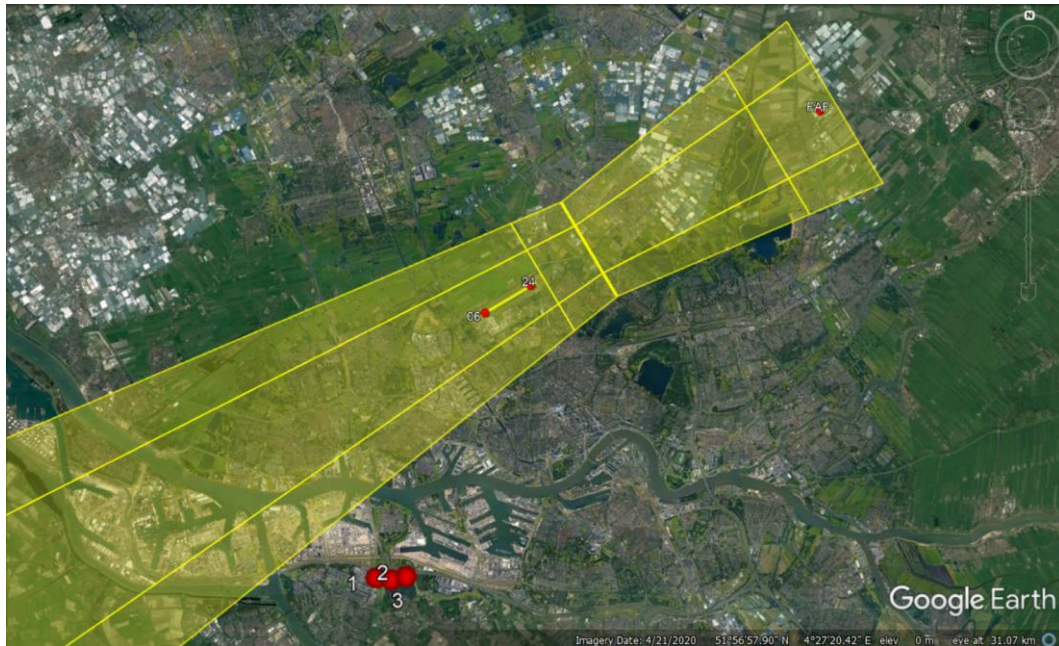 N
FAF
24
06
1
2
3
Google Earth
Imagery Date: 4/21/2020 51°56'57.90" N 4°27'20.42" E elev 0 m eye alt 31.07 km